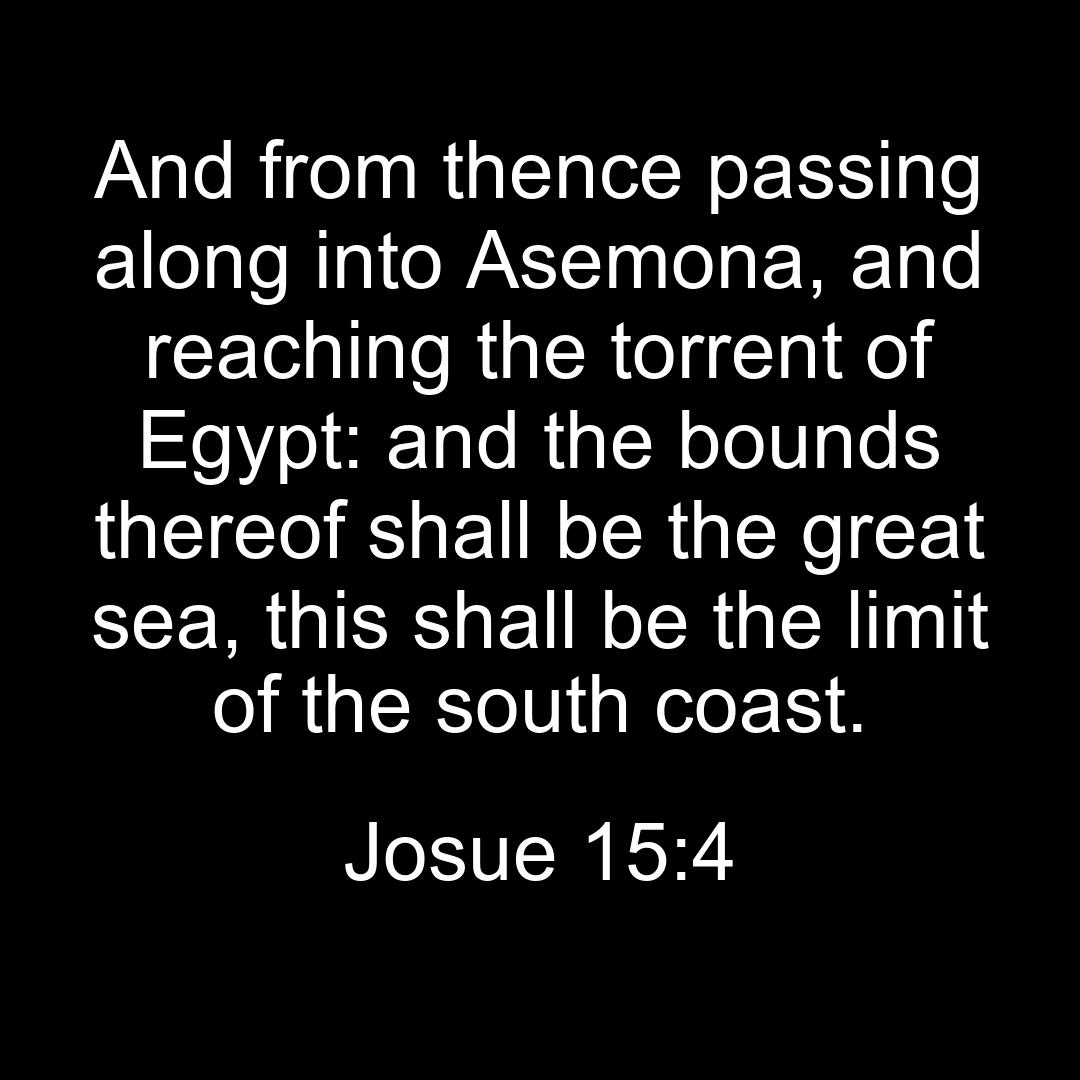 And from thence passing
along into Asemona, and
reaching the torrent of
Egypt: and the bounds
thereof shall be the great
sea, this shall be the limit
of the south coast.
Josue 15:4